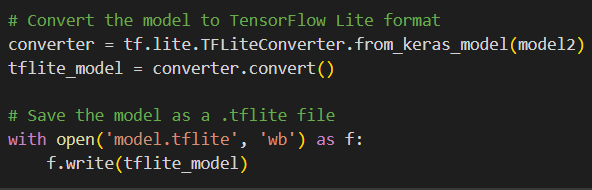 # Convert the model to TensorFlow Lite format
converter = tf.lite.TFLiteConverter.from_keras_model(model2)
tflite_model = converter.convert()
# Save the model as a .tflite file
with open('model.tflite', 'wb') as f:
    f.write(tflite_model)